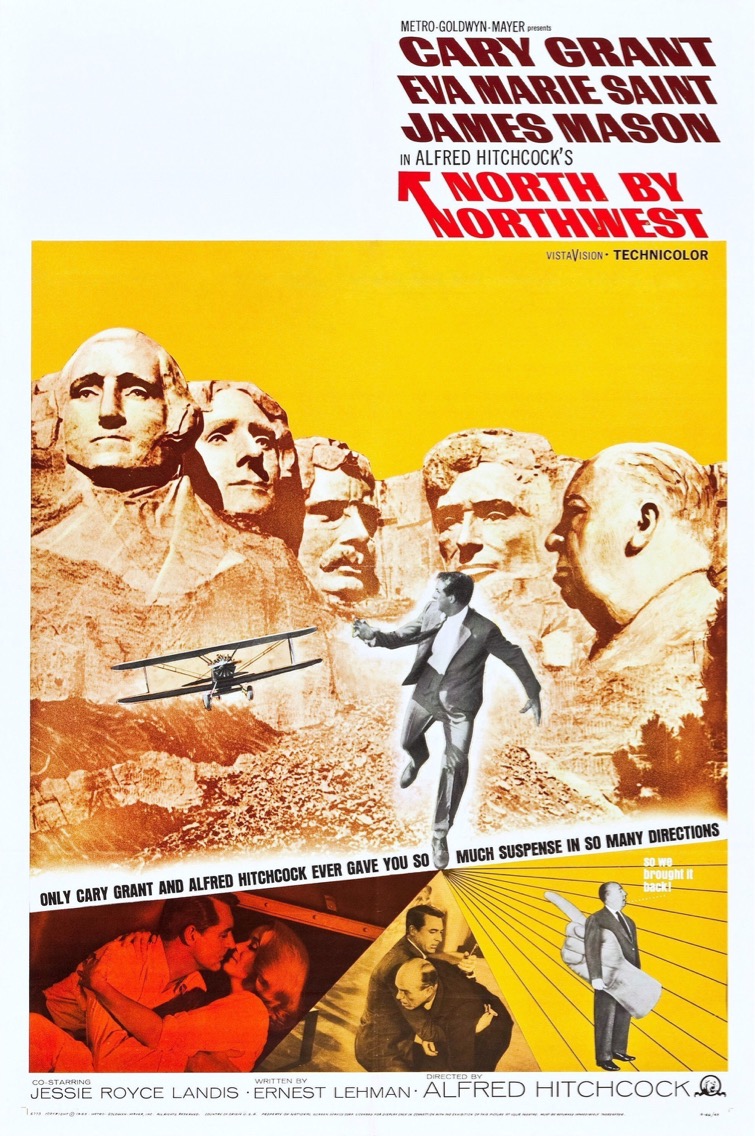 METRO-GOLDWYN-MAYER presents
CARY GRANT
EVA MARIE SAINT
JAMES MASON
IN ALFRED HITCHCOCK'S
NORTH BY
NORTHWEST
VISTAVISION · TECHNICOLOR
ONLY CARY GRANT AND ALFRED HITCHCOCK EVER GAVE YOU SO MUCH SUSPENSE IN SO MANY DIRECTIONS
so we
brought it
back!
CO-STARRING
JESSIE ROYCE LANDIS ·
WRITTEN BY
ERNEST LEHMAN ·
DIRECTED BY
ALFRED HITCHCOCK